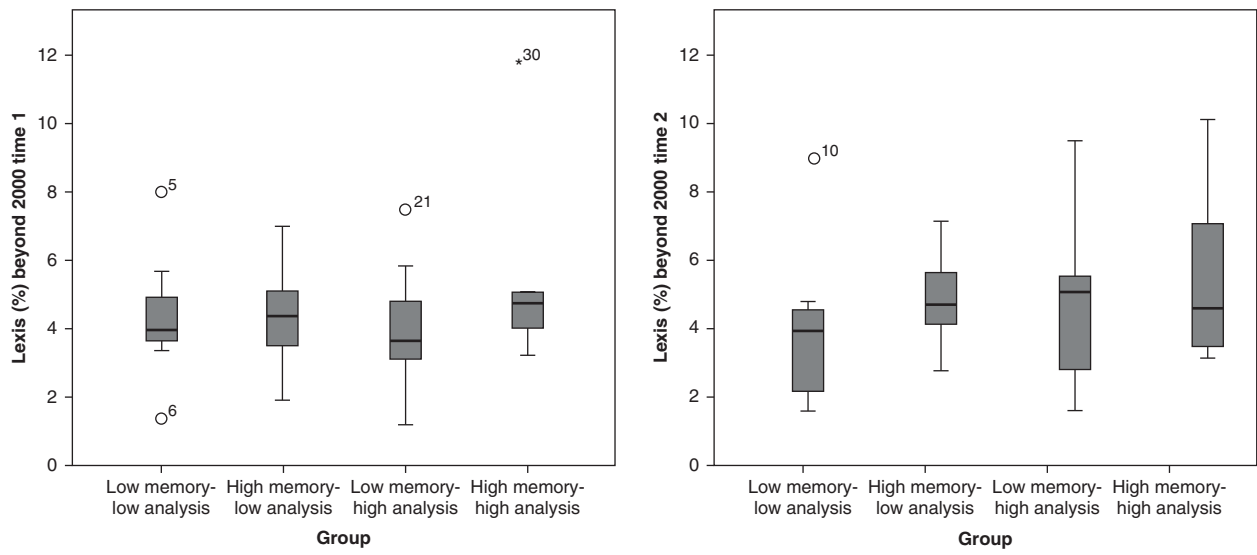 Lexis (%) beyond 2000 time 1
12
10
8
6
4
2
0
*30
5
21
6
Low memory-
low analysis
High memory-
low analysis
Low memory-
high analysis
High memory-
high analysis
Group
Lexis (%) beyond 2000 time 2
12
10
8
6
4
2
0
10
Low memory-
low analysis
High memory-
low analysis
Low memory-
high analysis
High memory-
high analysis
Group